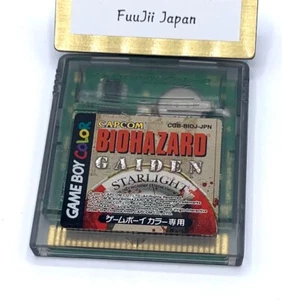 FuuJii Japan
CAPCOM
CGB-BIOJ-JPN
BIOHAZARD
GAIDEN
STARLIGHT
GAME BOY COLOR
ゲームボーイ カラー専用